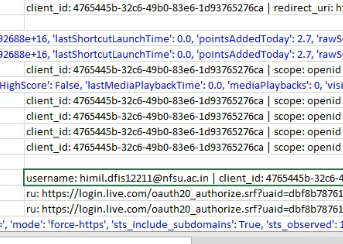 client_id: 4765445b-32c6-49b0-83e6-1d93765276ca | redirect_uri: h
92688e+16, 'lastShortcutLaunchTime': 0.0, 'pointsAddedToday': 2.7, 'rawSc
92688e+16, 'lastShortcutLaunchTime': 0.0, 'pointsAddedToday': 2.7, 'rawSc
client_id: 4765445b-32c6-49b0-83e6-1d93765276ca | scope: openid
HighScore': False, 'lastMediaPlaybackTime': 0.0, 'mediaPlaybacks': 0, 'visi
client_id: 4765445b-32c6-49b0-83e6-1d93765276ca | scope: openid
client_id: 4765445b-32c6-49b0-83e6-1d93765276ca | scope: openid
client_id: 4765445b-32c6-49b0-83e6-1d93765276ca | scope: openid
client_id: 4765445b-32c6-49b0-83e6-1d93765276ca | scope: openid
username: himil.dfis12211@nfsu.ac.in | client_id: 4765445b-32c6-4
ru: https://login.live.com/oauth20_authorize.srf?uaid=dbf8b78761
ru: https://login.live.com/oauth20_authorize.srf?uaid=dbf8b78761
=', 'mode': 'force-https', 'sts_include_subdomains': True, 'sts_observed': 1